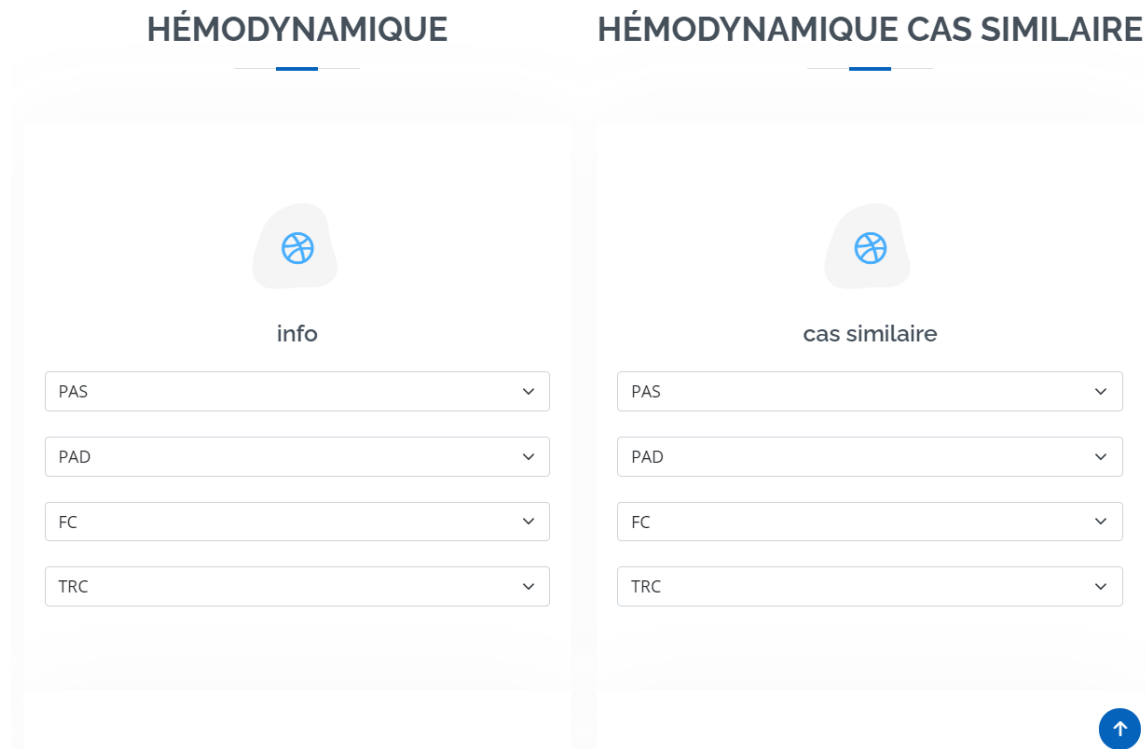 HÉMODYNAMIQUE
info
PAS
PAD
FC
TRC
HÉMODYNAMIQUE CAS SIMILAIRE
cas similaire
PAS
PAD
FC
TRC